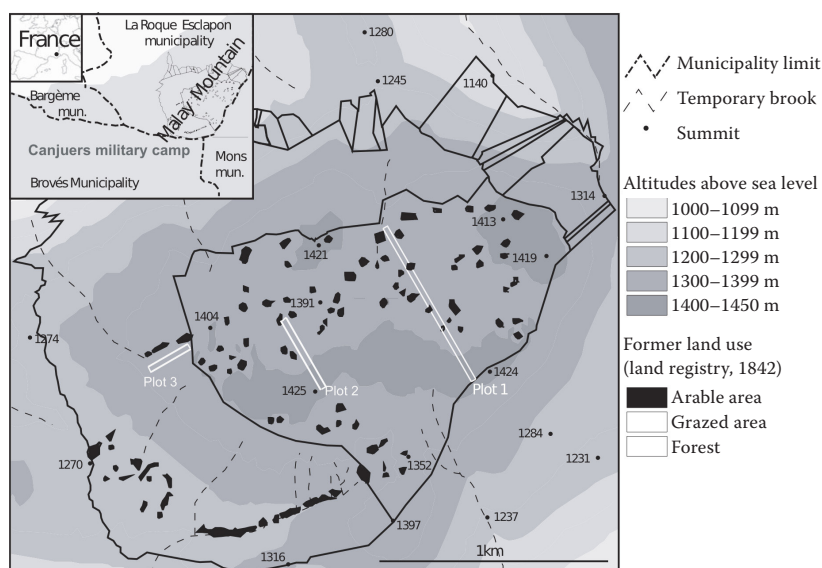 France
La Roque Esclapon
municipality
Malay Mountain
Bargème
mun.
Canjuers military camp
Mons
mun.
Brovés Municipality
1280
1245
1140
1314
1413
1419
1421
1391
1404
1274
Plot 3
1425
Plot 2
1424
Plot 1
1284
1231
1270
1352
1237
1397
1316
1km
Municipality limit
Temporary brook
Summit
Altitudes above sea level
1000–1099 m
1100–1199 m
1200–1299 m
1300–1399 m
1400–1450 m
Former land use
(land registry, 1842)
Arable area
Grazed area
Forest